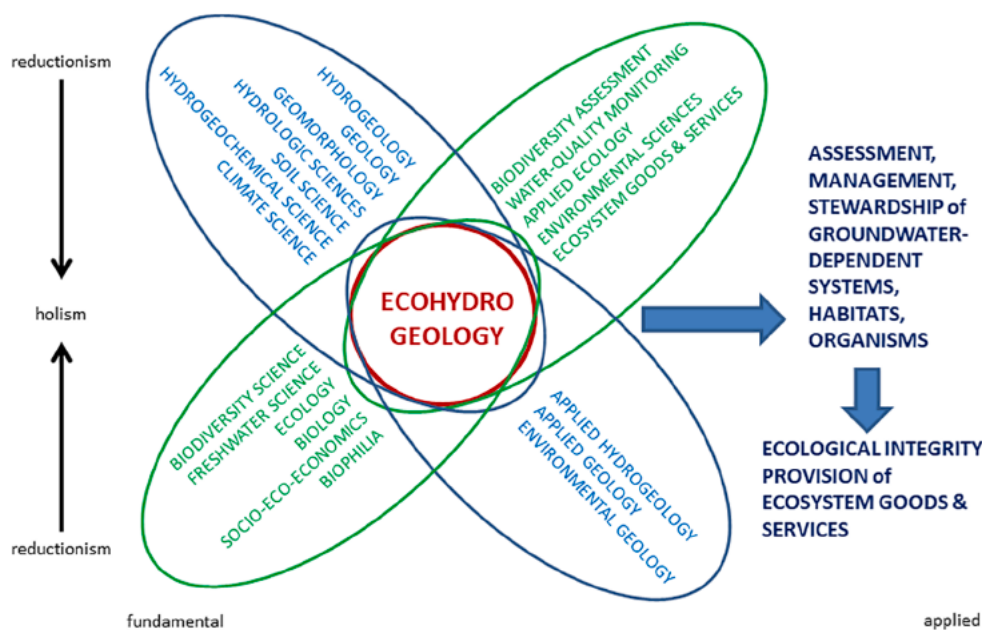 reductionism
holism
reductionism
fundamental
applied
HYDROGEOLOGY
GEOLOGY
GEOMORPHOLOGY
HYDROLOGIC SCIENCES
SOIL SCIENCE
HYDROGEOCHEMICAL SCIENCE
CLIMATE SCIENCE
BIODIVERSITY ASSESSMENT
WATER-QUALITY MONITORING
APPLIED ECOLOGY
ENVIRONMENTAL SCIENCES
ECOSYSTEM GOODS & SERVICES
ECOHYDRO
GEOLOGY
BIODIVERSITY SCIENCE
FRESHWATER SCIENCE
ECOLOGY
BIOLOGY
SOCIO-ECO-ECONOMICS
BIOPHILIA
APPLIED HYDROGEOLOGY
APPLIED GEOLOGY
ENVIRONMENTAL GEOLOGY
ASSESSMENT,
MANAGEMENT,
STEWARDSHIP of
GROUNDWATER-
DEPENDENT
SYSTEMS,
HABITATS,
ORGANISMS
ECOLOGICAL INTEGRITY
PROVISION of
ECOSYSTEM GOODS &
SERVICES